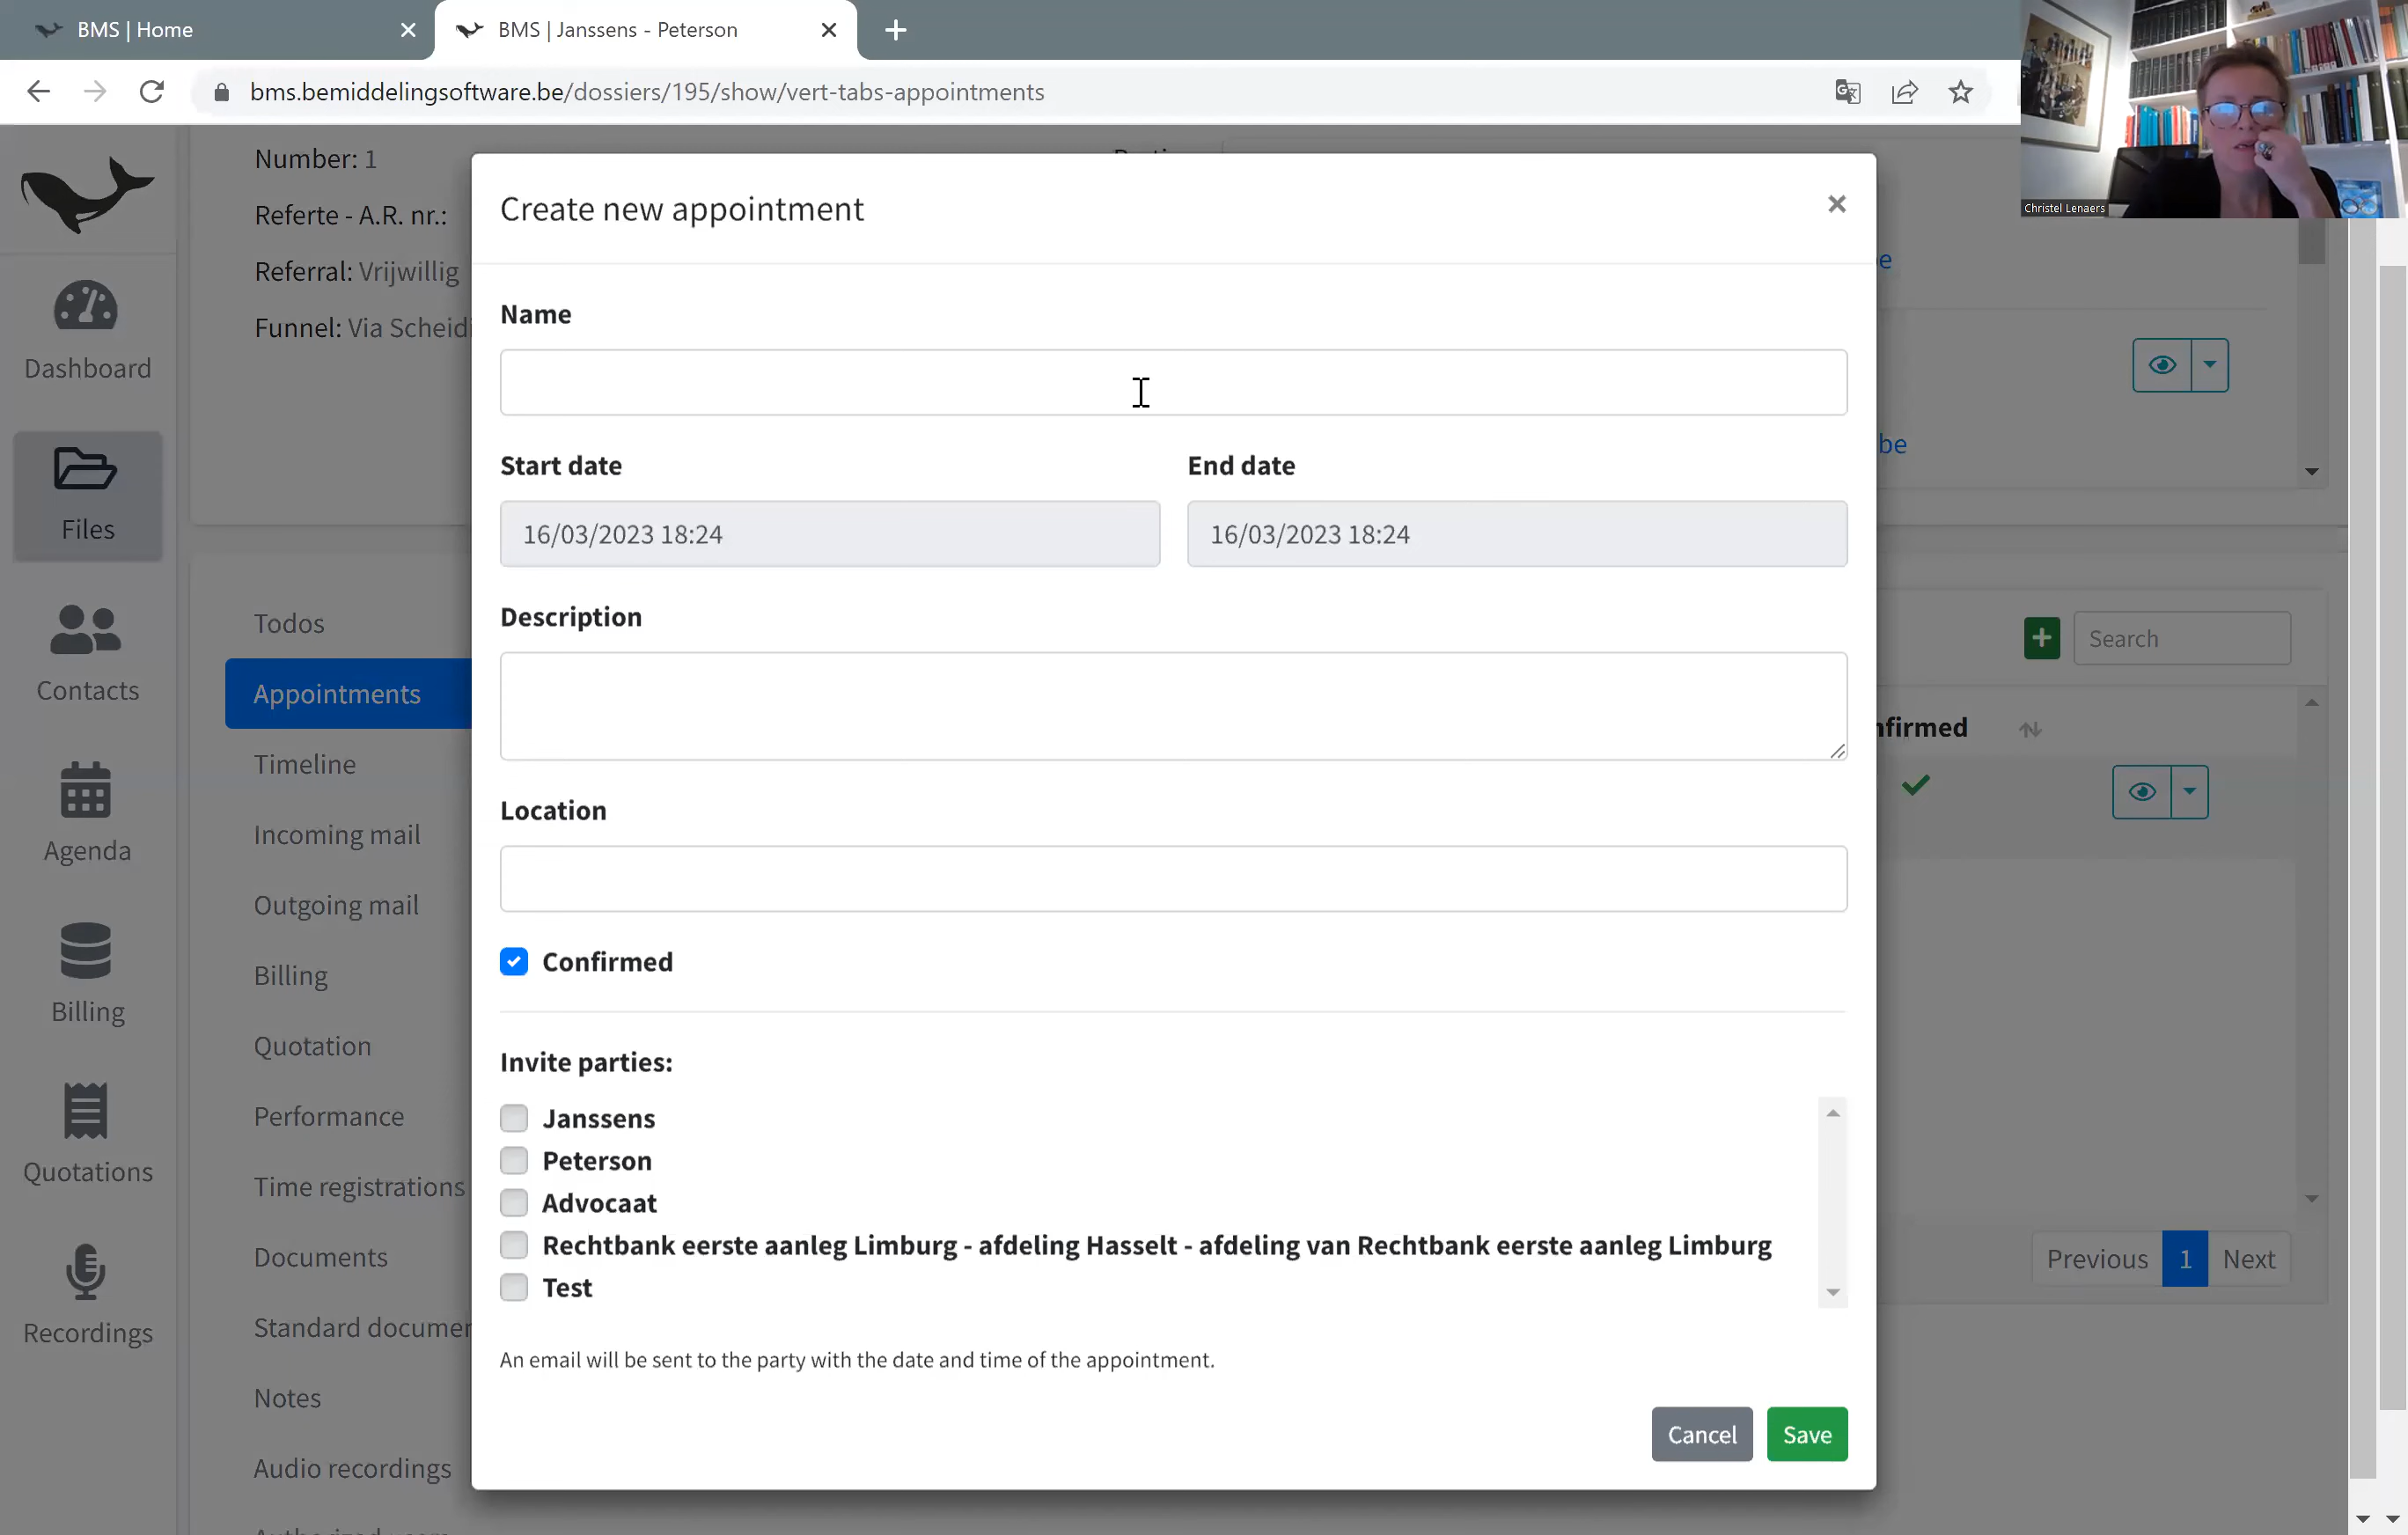 BMS | Home
BMS | Janssens - Peterson
bms.bemiddelingsoftware.be/dossiers/195/show/vert-tabs-appointments
Christel Lenaers
Number: 1
Referte - A.R. nr.:
Referral: Vrijwillig
Funnel: Via Scheidi
e
be
Dashboard
Files
Contacts
Agenda
Billing
Quotations
Recordings
Todos
Appointments
Timeline
Incoming mail
Outgoing mail
Billing
Quotation
Performance
Time registrations
Documents
Standard documen
Notes
Audio recordings
Create new appointment
Name
Start date
End date
16/03/2023 18:24
16/03/2023 18:24
Description
Location
Confirmed
Invite parties:
Janssens
Peterson
Advocaat
Rechtbank eerste aanleg Limburg - afdeling Hasselt - afdeling van Rechtbank eerste aanleg Limburg
Test
An email will be sent to the party with the date and time of the appointment.
Cancel
Save
Search
nfirmed
Previous
1
Next